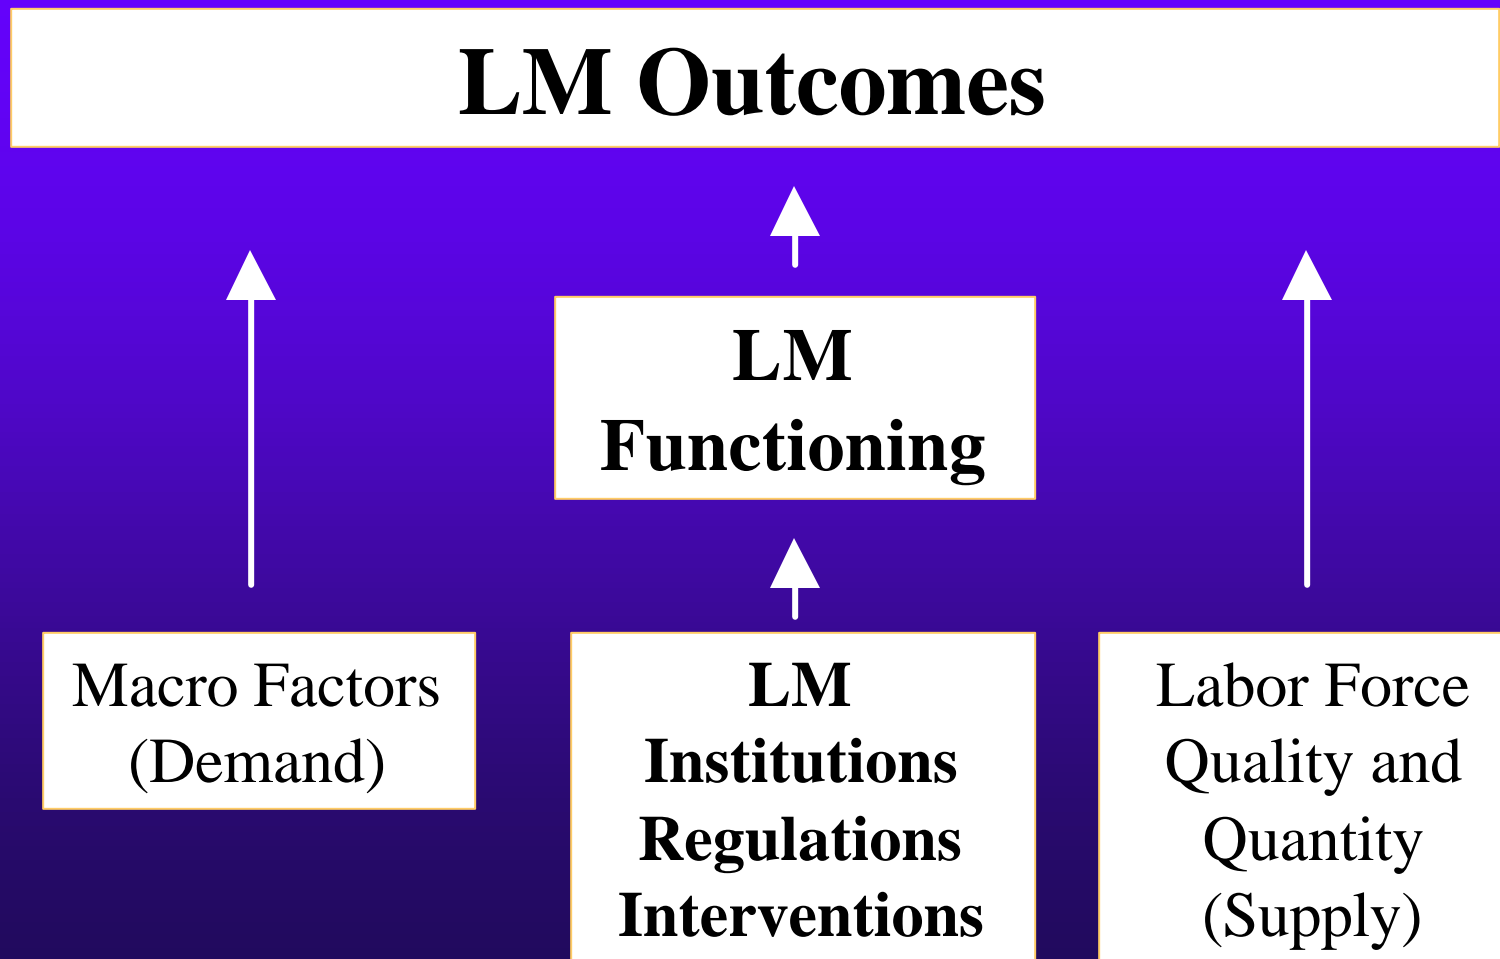 LM Outcomes
LM
Functioning
Macro Factors
(Demand)
LM
Institutions
Regulations
Interventions
Labor Force
Quality and
Quantity
(Supply)